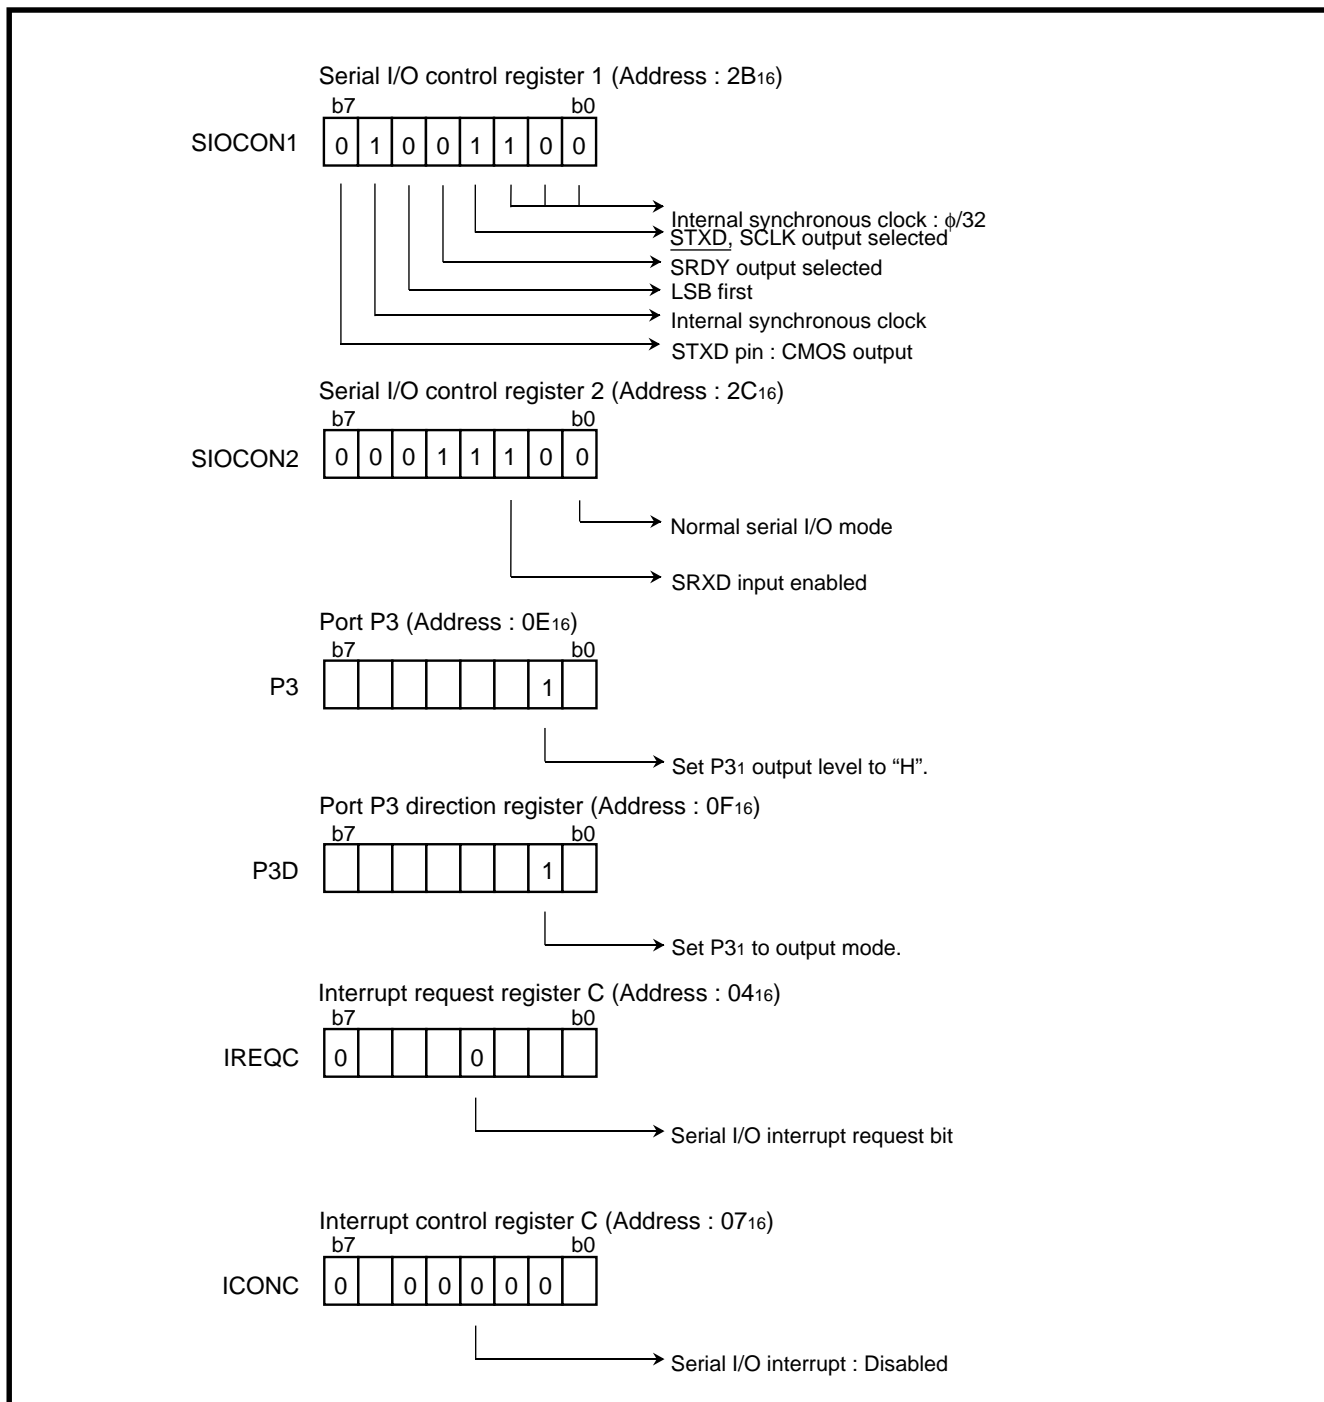 Serial I/O control register 1 (Address : 2B16)
b7 b0
SIOCON1 0 1 0 0 1 1 0 0
Internal synchronous clock : ϕ/32
STXD, SCLK output selected
SRDY output selected
LSB first
Internal synchronous clock
STXD pin : CMOS output
Serial I/O control register 2 (Address : 2C16)
b7 b0
SIOCON2 0 0 0 1 1 1 0 0
Normal serial I/O mode
SRXD input enabled
Port P3 (Address : 0E16)
b7 b0
P3 1
Set P31 output level to “H”.
Port P3 direction register (Address : 0F16)
b7 b0
P3D 1
Set P31 to output mode.
Interrupt request register C (Address : 0416)
b7 b0
IREQC 0 0
Serial I/O interrupt request bit
Interrupt control register C (Address : 0716)
b7 b0
ICONC 0 0 0 0 0 0
Serial I/O interrupt : Disabled